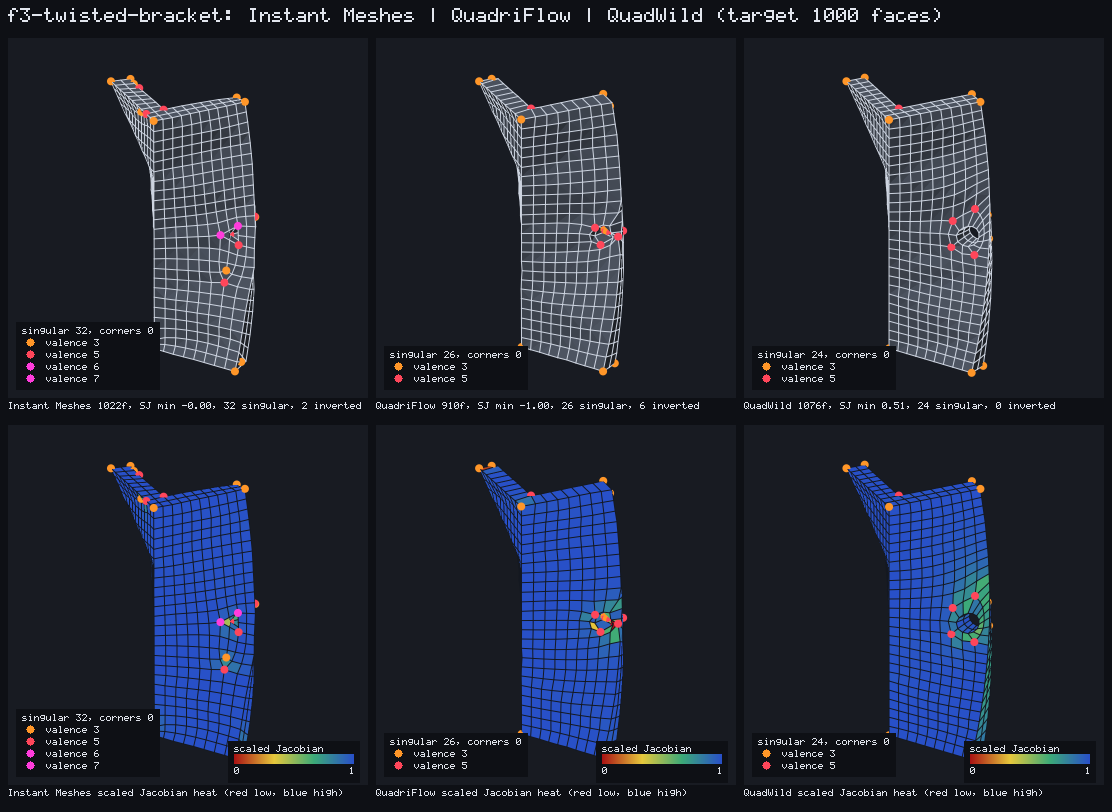 f3-twisted-bracket: Instant Meshes | QuadriFlow | QuadWild (target 1000 faces)
singular 32, corners 0
valence 3
valence 5
valence 6
valence 7
singular 26, corners 0
valence 3
valence 5
singular 24, corners 0
valence 3
valence 5
Instant Meshes 1022f, SJ min -0.00, 32 singular, 2 inverted
QuadriFlow 910f, SJ min -1.00, 26 singular, 6 inverted
QuadWild 1076f, SJ min 0.51, 24 singular, 0 inverted
singular 32, corners 0
valence 3
valence 5
valence 6
valence 7
scaled Jacobian
0 1
singular 26, corners 0
valence 3
valence 5
scaled Jacobian
0 1
singular 24, corners 0
valence 3
valence 5
scaled Jacobian
0 1
Instant Meshes scaled Jacobian heat (red low, blue high)
QuadriFlow scaled Jacobian heat (red low, blue high)
QuadWild scaled Jacobian heat (red low, blue high)